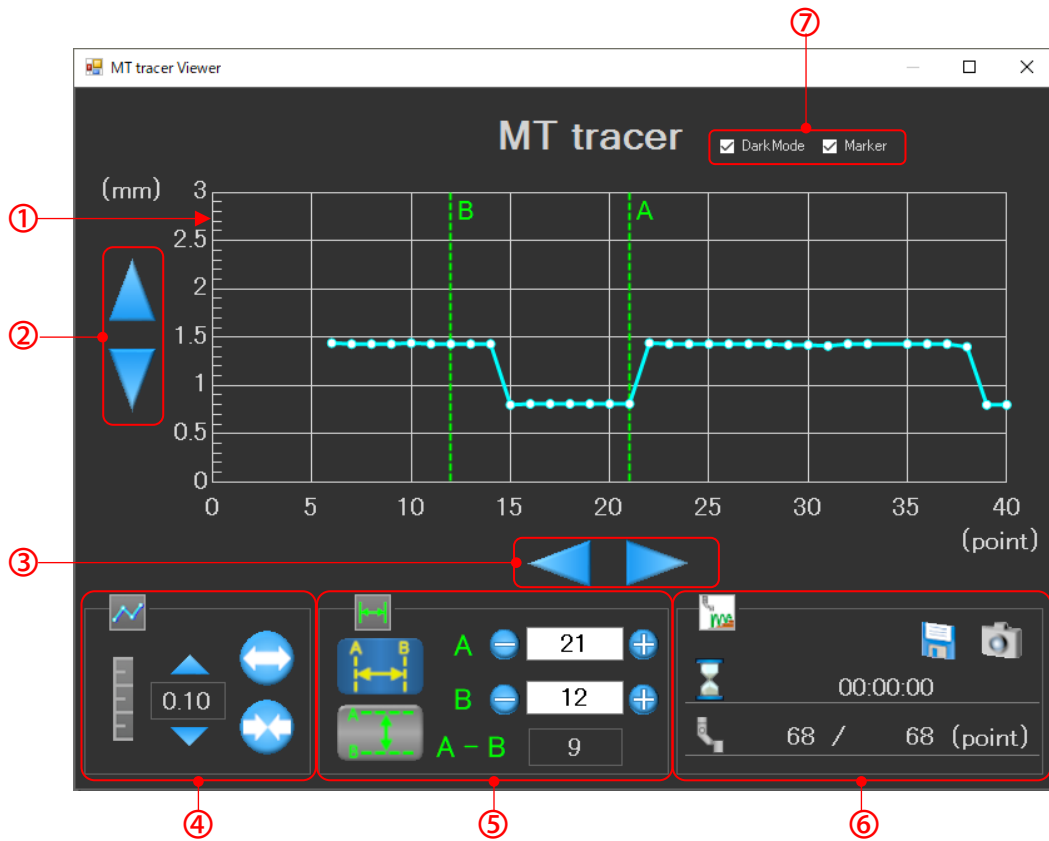 ⑦
MT tracer Viewer
MT tracer
DarkMode Marker
(mm)
①
②
3
2.5
2
1.5
1
0.5
0
B
A
0 5 10 15 20 25 30 35 40
(point)
③
A B
A
B
A 21
B 12
A - B 9
0.10
00:00:00
68 / 68 (point)
④
⑤
⑥